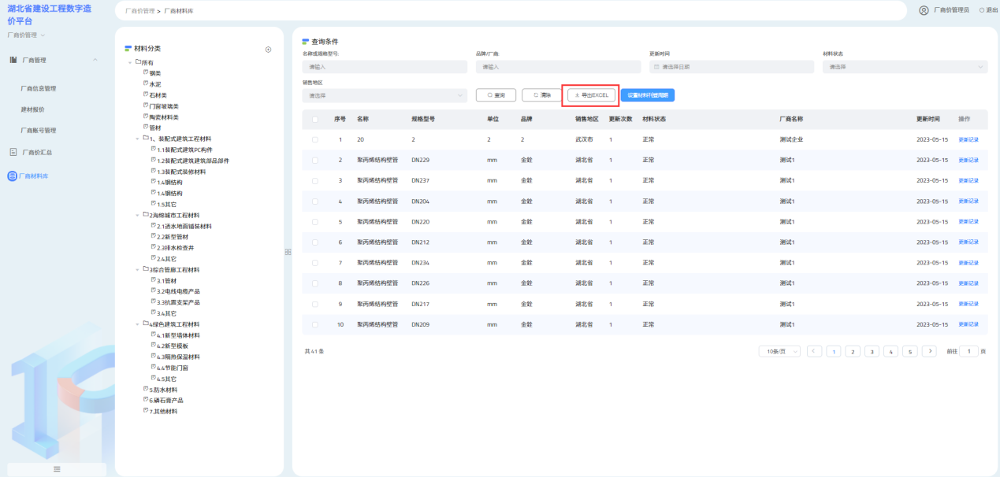 湖北省建设工程数字造
价平台
厂商价管理
厂商价管理 > 厂商材料库
厂商价管理员
退出
厂商管理
厂商信息管理
建材报价
厂商账号管理
厂商价汇总
厂商材料库
材料分类
所有
钢类
水泥
石材类
门窗玻璃类
陶瓷材料类
管材
1、装配式建筑工程材料
1.1装配式建筑PC构件
1.2装配式建筑建筑部品部件
1.3装配式装修材料
1.4钢结构
1.4钢结构
1.5其它
2海绵城市工程材料
2.1透水地面铺装材料
2.2新型管材
2.3排水检查井
2.4其它
3综合管廊工程材料
3.1管材
3.2电线电缆产品
3.3抗震支架产品
3.4其它
4绿色建筑工程材料
4.1新型墙体材料
4.2新型模板
4.3隔热保温材料
4.4节能门窗
4.5其它
5.防水材料
6.磷石膏产品
7.其他材料
查询条件
名称或规格型号: 品牌/厂商: 更新时间 材料状态
请输入 请输入 请选择日期 请选择
销售地区
请选择 查询 清除 导出EXCEL 设置材料价格周期
序号 名称 规格型号 单位 品牌 销售地区 更新次数 材料状态 厂商名称 更新时间 操作
1 20 2 2 2 武汉市 1 正常 测试企业 2023-05-15 更新记录
2 聚丙烯结构壁管 DN229 mm 金銓 湖北省 1 正常 测试1 2023-05-15 更新记录
3 聚丙烯结构壁管 DN237 mm 金銓 湖北省 1 正常 测试1 2023-05-15 更新记录
4 聚丙烯结构壁管 DN204 mm 金銓 湖北省 1 正常 测试1 2023-05-15 更新记录
5 聚丙烯结构壁管 DN220 mm 金銓 湖北省 1 正常 测试1 2023-05-15 更新记录
6 聚丙烯结构壁管 DN212 mm 金銓 湖北省 1 正常 测试1 2023-05-15 更新记录
7 聚丙烯结构壁管 DN234 mm 金銓 湖北省 1 正常 测试1 2023-05-15 更新记录
8 聚丙烯结构壁管 DN226 mm 金銓 湖北省 1 正常 测试1 2023-05-15 更新记录
9 聚丙烯结构壁管 DN217 mm 金銓 湖北省 1 正常 测试1 2023-05-15 更新记录
10 聚丙烯结构壁管 DN209 mm 金銓 湖北省 1 正常 测试1 2023-05-15 更新记录
共 41 条 10条/页 < 1 2 3 4 5 > 前往 1 页